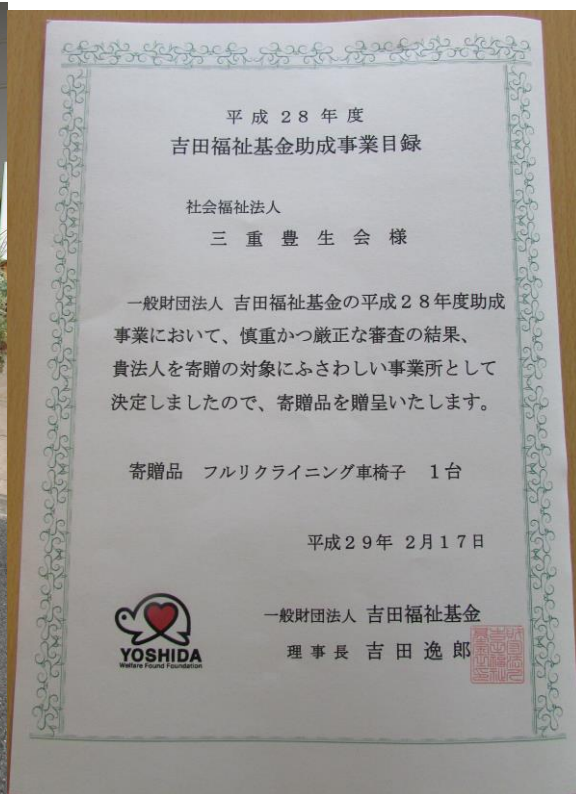 平成28年度
吉田福祉基金助成事業目録
社会福祉法人
三重豊生会様
一般財団法人 吉田福祉基金の平成28年度助成
事業において、慎重かつ厳正な審査の結果、
貴法人を寄贈の対象にふさわしい事業所として
決定しましたので、寄贈品を贈呈いたします。
寄贈品 フルリクライニング車椅子 1台
平成29年 2月17日
一般財団法人 吉田福祉基金
理事長 吉田逸郎
YOSHIDA
Welfare Found Foundation